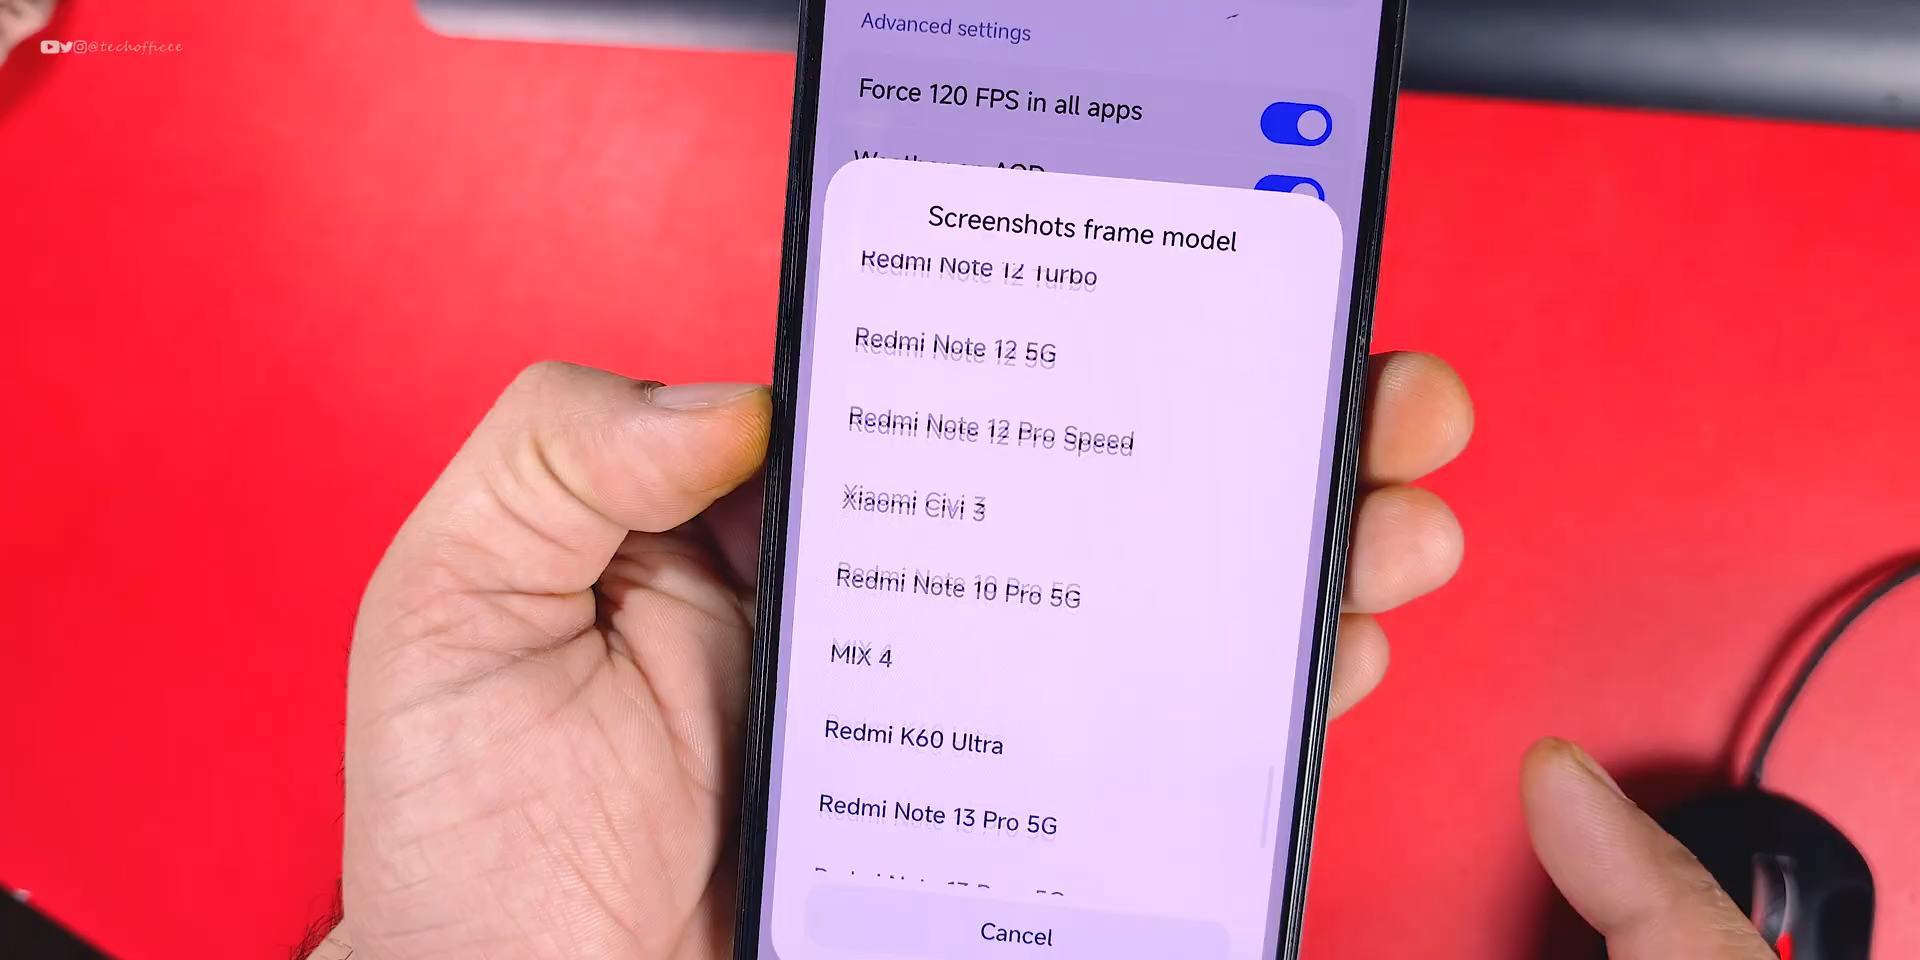 @techofficee
Advanced settings
Force 120 FPS in all apps
Screenshots frame model
Redmi Note 12 Turbo
Redmi Note 12 5G
Redmi Note 12 Pro Speed
Xiaomi Civi 3
Redmi Note 10 Pro 5G
MIX 4
Redmi K60 Ultra
Redmi Note 13 Pro 5G
Cancel